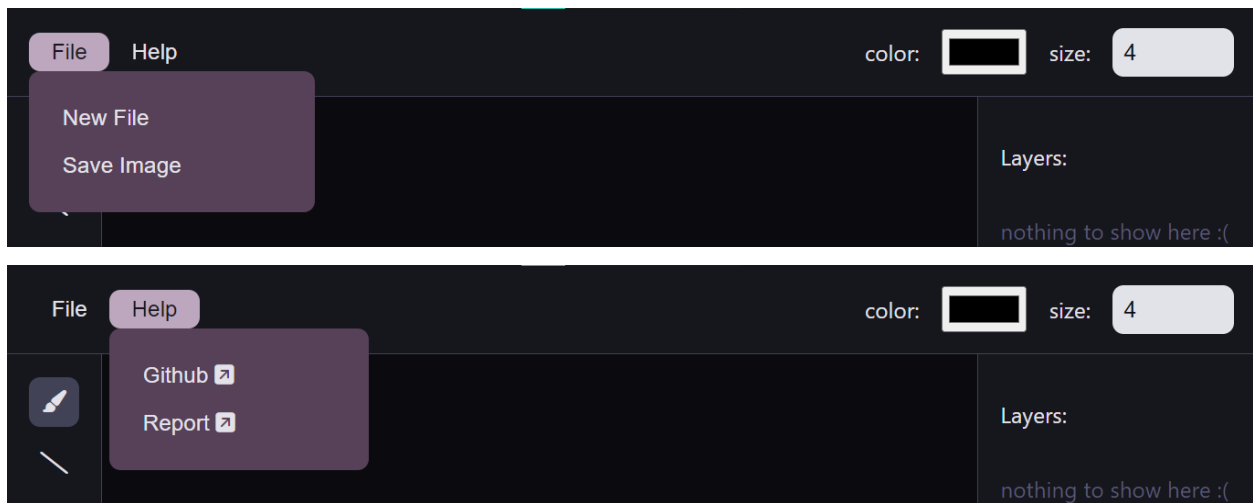 File Help color: size: 4
New File
Save Image
Layers:
nothing to show here :(
File Help color: size: 4
Github
Report
Layers:
nothing to show here :(